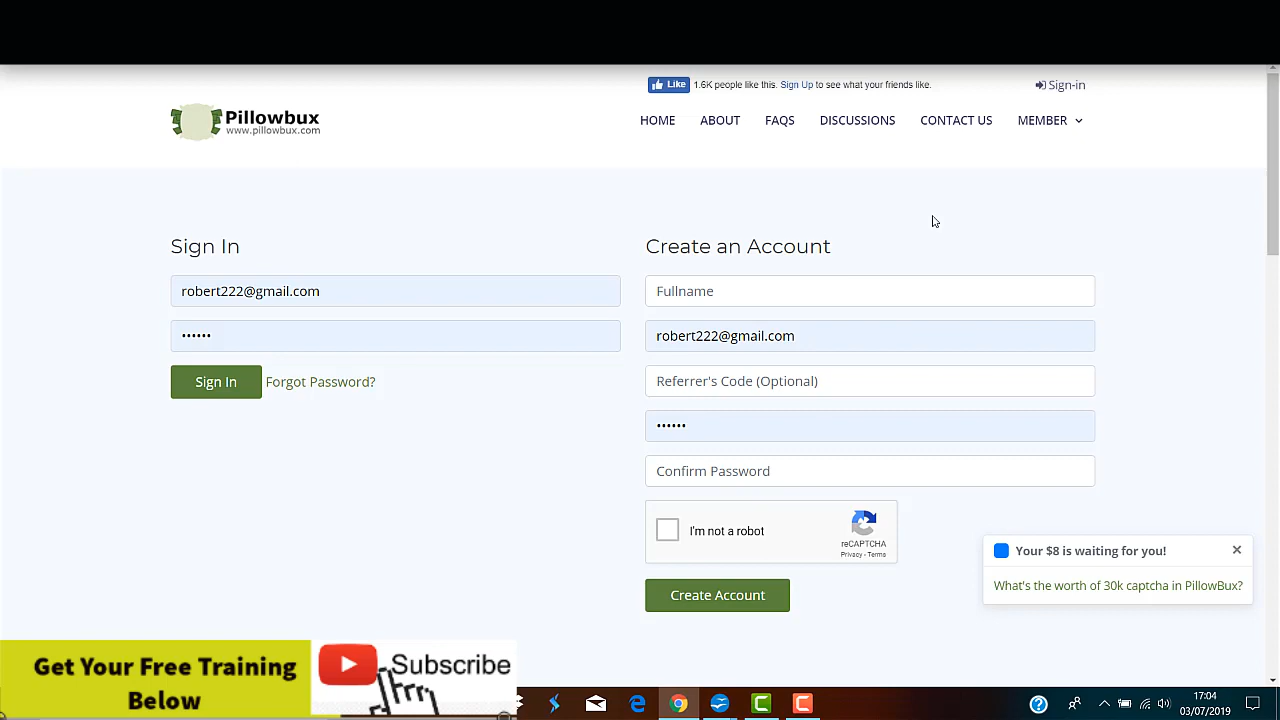 Like 1.6K people like this. Sign Up to see what your friends like.
Sign-in
Pillowbux
www.pillowbux.com
HOME ABOUT FAQS DISCUSSIONS CONTACT US MEMBER
Sign In
robert222@gmail.com
••••••
Sign In Forgot Password?
Create an Account
Fullname
robert222@gmail.com
Referrer's Code (Optional)
••••••
Confirm Password
I'm not a robot
reCAPTCHA
Privacy - Terms
Create Account
Your $8 is waiting for you!
What's the worth of 30k captcha in PillowBux?
Get Your Free Training
Below
Subscribe
17:04
03/07/2019